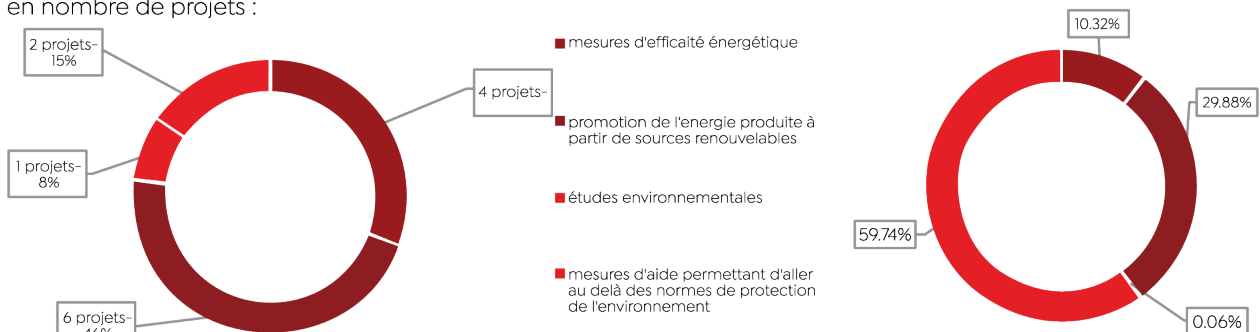 en nombre de projets :
2 projets-
15%
1 projets-
8%
6 projets-
4 projets-
mesures d'efficaité énergétique
promotion de l'energie produite à
partir de sources renouvelables
études environnementales
mesures d'aide permettant d'aller
au delà des normes de protection
de l'environnement
10.32%
29.88%
59.74%
0.06%